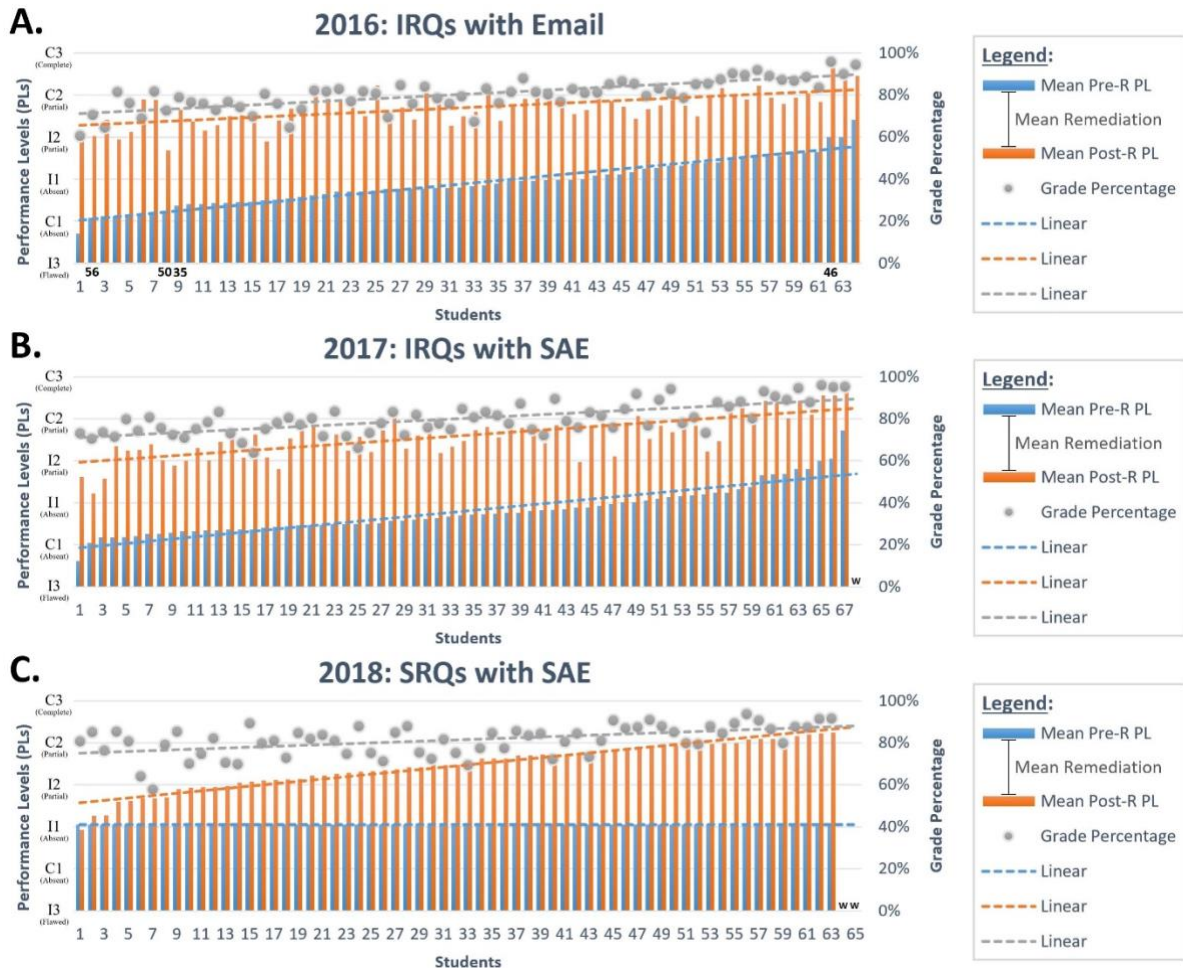 A.
2016: IRQs with Email
Performance Levels (PLs)
C3
(Complete)
C2
(Partial)
I2
(Partial)
I1
(Absent)
C1
(Absent)
I3
(Flawed)
100%
80%
60%
40%
20%
0%
Grade Percentage
56 50 35 46
1 3 5 7 9 11 13 15 17 19 21 23 25 27 29 31 33 35 37 39 41 43 45 47 49 51 53 55 57 59 61 63
Students
Legend:
Mean Pre-R PL
Mean Remediation
Mean Post-R PL
Grade Percentage
Linear
Linear
Linear
B.
2017: IRQs with SAE
Performance Levels (PLs)
C3
(Complete)
C2
(Partial)
I2
(Partial)
I1
(Absent)
C1
(Absent)
I3
(Flawed)
100%
80%
60%
40%
20%
0%
Grade Percentage
w
1 3 5 7 9 11 13 15 17 19 21 23 25 27 29 31 33 35 37 39 41 43 45 47 49 51 53 55 57 59 61 63 65 67
Students
Legend:
Mean Pre-R PL
Mean Remediation
Mean Post-R PL
Grade Percentage
Linear
Linear
Linear
C.
2018: SRQs with SAE
Performance Levels (PLs)
C3
(Complete)
C2
(Partial)
I2
(Partial)
I1
(Absent)
C1
(Absent)
I3
(Flawed)
100%
80%
60%
40%
20%
0%
Grade Percentage
w w
1 3 5 7 9 11 13 15 17 19 21 23 25 27 29 31 33 35 37 39 41 43 45 47 49 51 53 55 57 59 61 63 65
Students
Legend:
Mean Pre-R PL
Mean Remediation
Mean Post-R PL
Grade Percentage
Linear
Linear
Linear